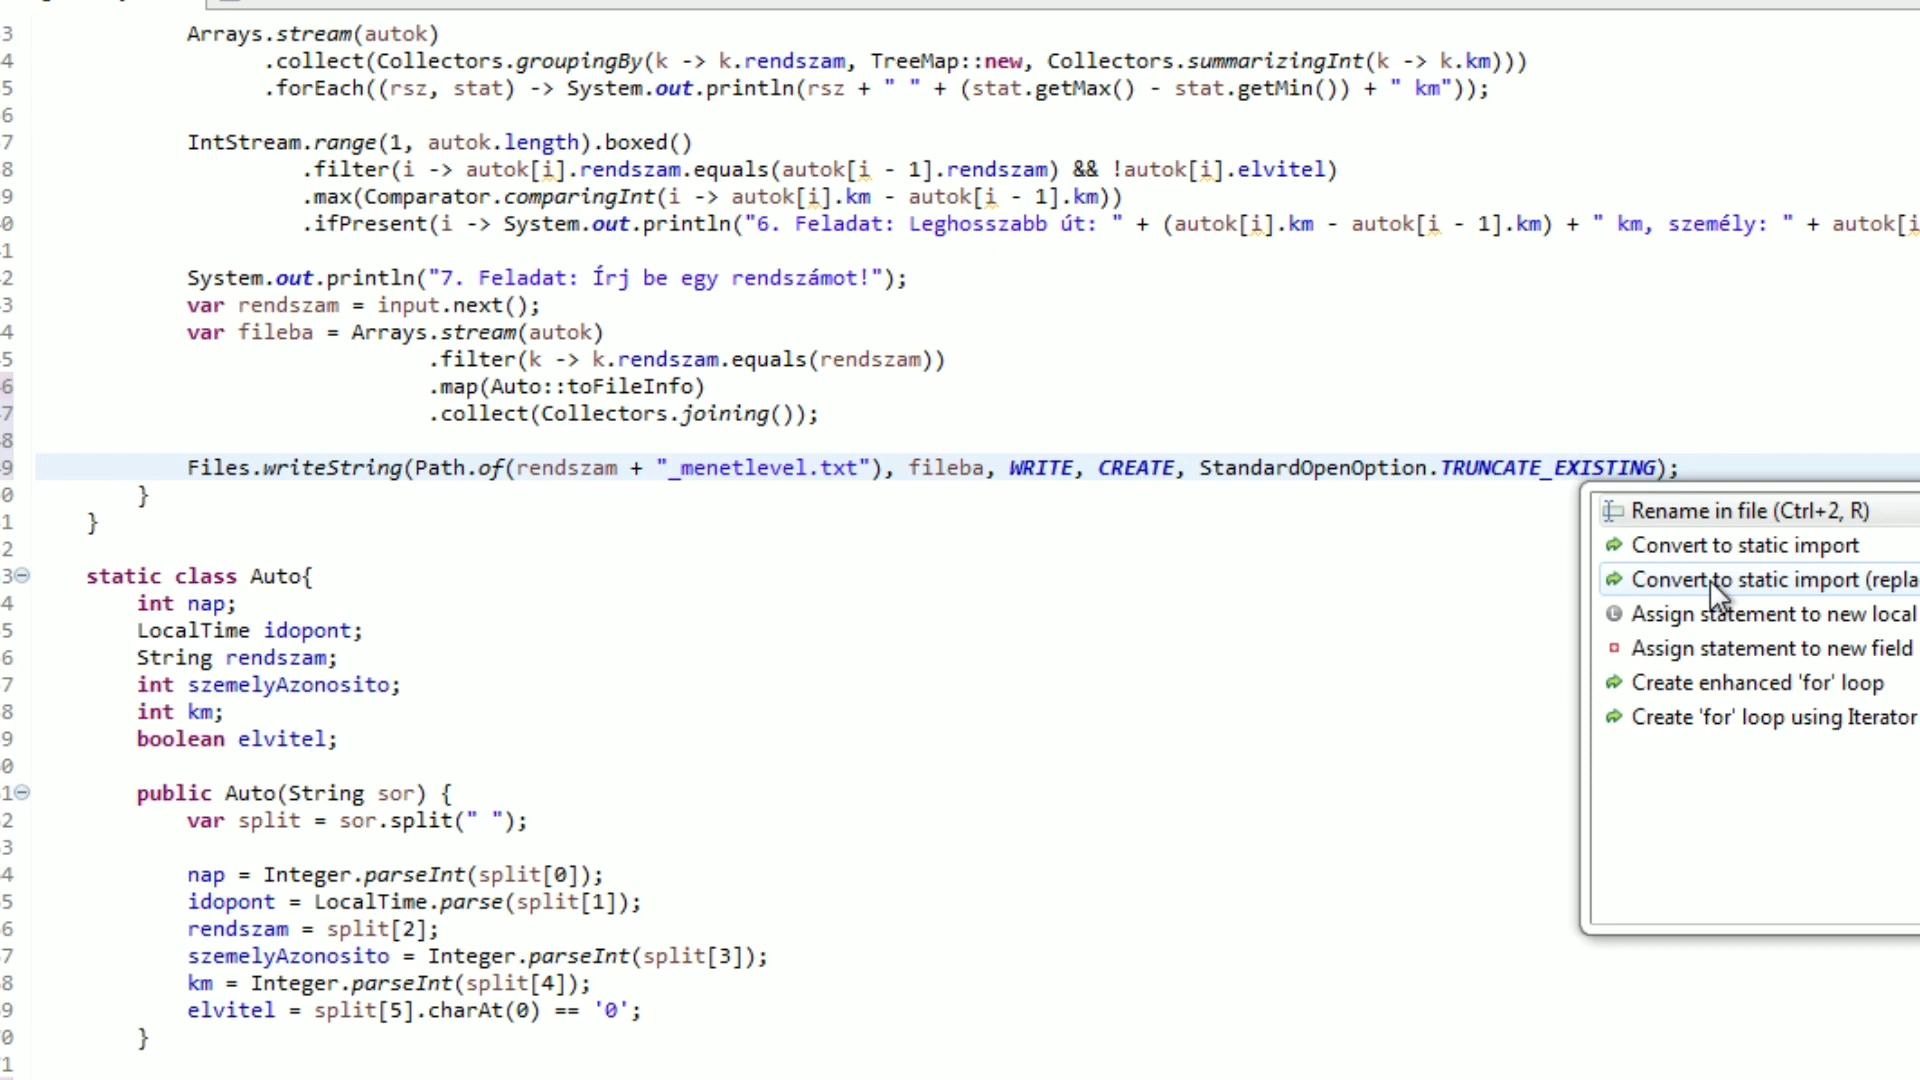 3 Arrays.stream(autok)
4 .collect(Collectors.groupingBy(k -> k.rendszam, TreeMap::new, Collectors.summarizingInt(k -> k.km)))
5 .forEach((rsz, stat) -> System.out.println(rsz + " " + (stat.getMax() - stat.getMin()) + " km"));
6
7 IntStream.range(1, autok.length).boxed()
8 .filter(i -> autok[i].rendszam.equals(autok[i - 1].rendszam) && !autok[i].elvitel)
9 .max(Comparator.comparingInt(i -> autok[i].km - autok[i - 1].km))
0 .ifPresent(i -> System.out.println("6. Feladat: Leghosszabb út: " + (autok[i].km - autok[i - 1].km) + " km, személy: " + autok[i
1
2 System.out.println("7. Feladat: Írj be egy rendszámot!");
3 var rendszam = input.next();
4 var fileba = Arrays.stream(autok)
5 .filter(k -> k.rendszam.equals(rendszam))
6 .map(Auto::toFileInfo)
7 .collect(Collectors.joining());
8
9 Files.writeString(Path.of(rendszam + "_menetlevel.txt"), fileba, WRITE, CREATE, StandardOpenOption.TRUNCATE_EXISTING);
0 }
1 }
2
3 static class Auto{
4 int nap;
5 LocalTime idopont;
6 String rendszam;
7 int szemelyAzonosito;
8 int km;
9 boolean elvitel;
0
1 public Auto(String sor) {
2 var split = sor.split(" ");
3
4 nap = Integer.parseInt(split[0]);
5 idopont = LocalTime.parse(split[1]);
6 rendszam = split[2];
7 szemelyAzonosito = Integer.parseInt(split[3]);
8 km = Integer.parseInt(split[4]);
9 elvitel = split[5].charAt(0) == '0';
0 }
1
Rename in file (Ctrl+2, R)
Convert to static import
Convert to static import (repla
Assign statement to new local
Assign statement to new field
Create enhanced 'for' loop
Create 'for' loop using Iterator